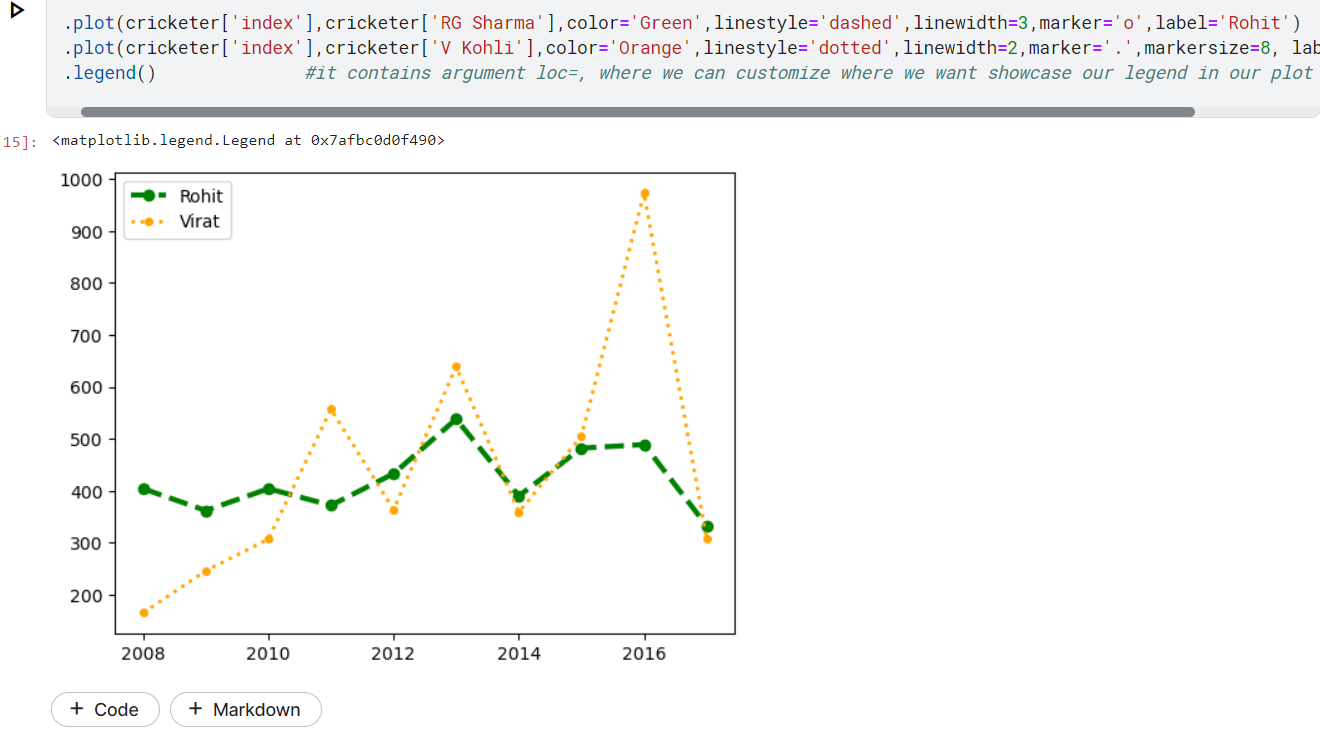 .plot(cricketer['index'],cricketer['RG Sharma'],color='Green',linestyle='dashed',linewidth=3,marker='o',label='Rohit')
.plot(cricketer['index'],cricketer['V Kohli'],color='Orange',linestyle='dotted',linewidth=2,marker='.',markersize=8, lab
.legend() #it contains argument loc=, where we can customize where we want showcase our legend in our plot
15]: <matplotlib.legend.Legend at 0x7afbc0d0f490>
1000
Rohit
Virat
900
800
700
600
500
400
300
200
2008 2010 2012 2014 2016
+ Code + Markdown